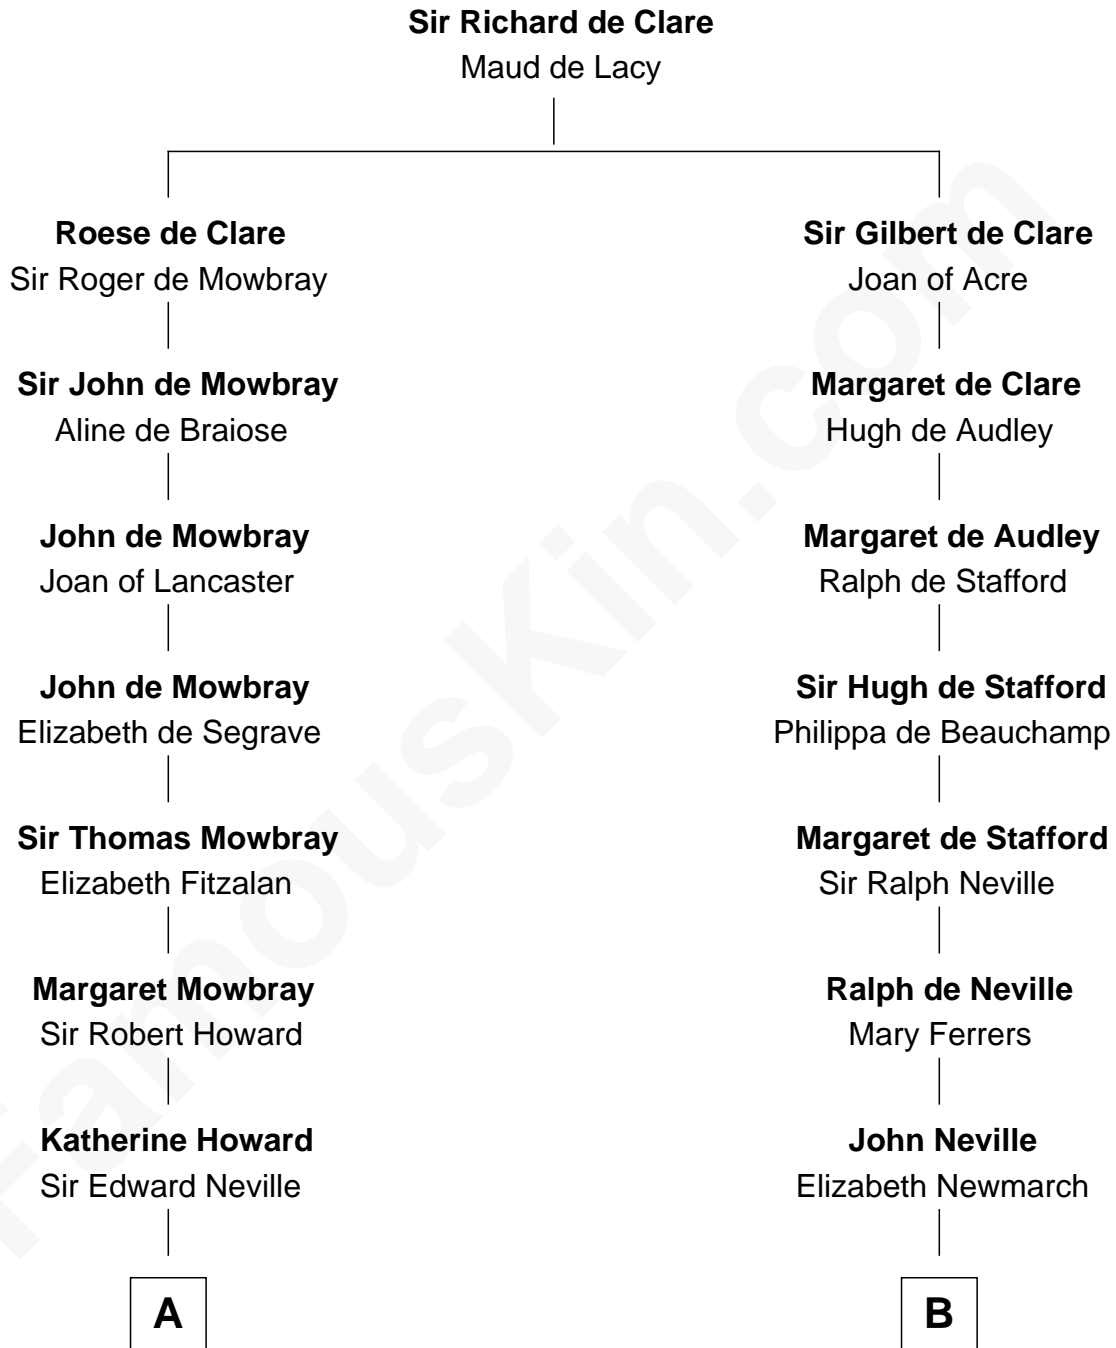 Sir Richard de Clare
Maud de Lacy
Roese de Clare
Sir Roger de Mowbray
Sir Gilbert de Clare
Joan of Acre
Sir John de Mowbray
Aline de Braiose
Margaret de Clare
Hugh de Audley
John de Mowbray
Joan of Lancaster
Margaret de Audley
Ralph de Stafford
John de Mowbray
Elizabeth de Segrave
Sir Hugh de Stafford
Philippa de Beauchamp
Sir Thomas Mowbray
Elizabeth Fitzalan
Margaret de Stafford
Sir Ralph Neville
Margaret Mowbray
Sir Robert Howard
Ralph de Neville
Mary Ferrers
Katherine Howard
Sir Edward Neville
John Neville
Elizabeth Newmarch
A
B
FamousKin.com